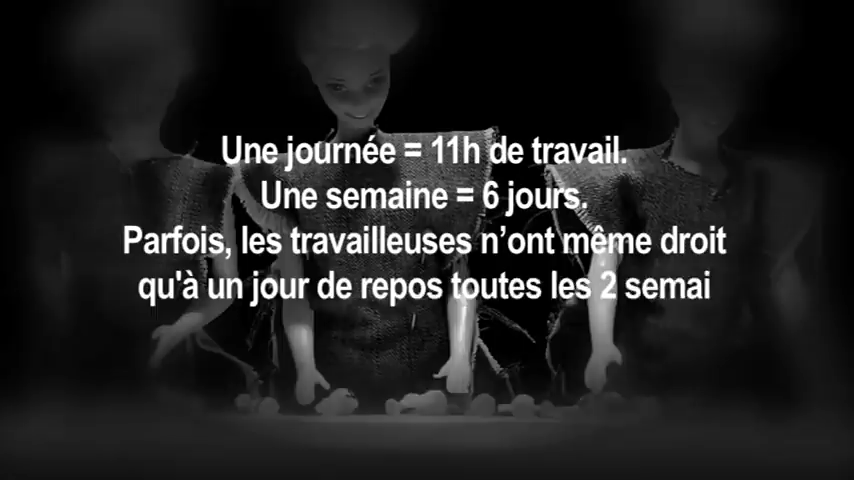 Une journée = 11h de travail.
Une semaine = 6 jours.
Parfois, les travailleuses n’ont même droit
qu'à un jour de repos toutes les 2 semai